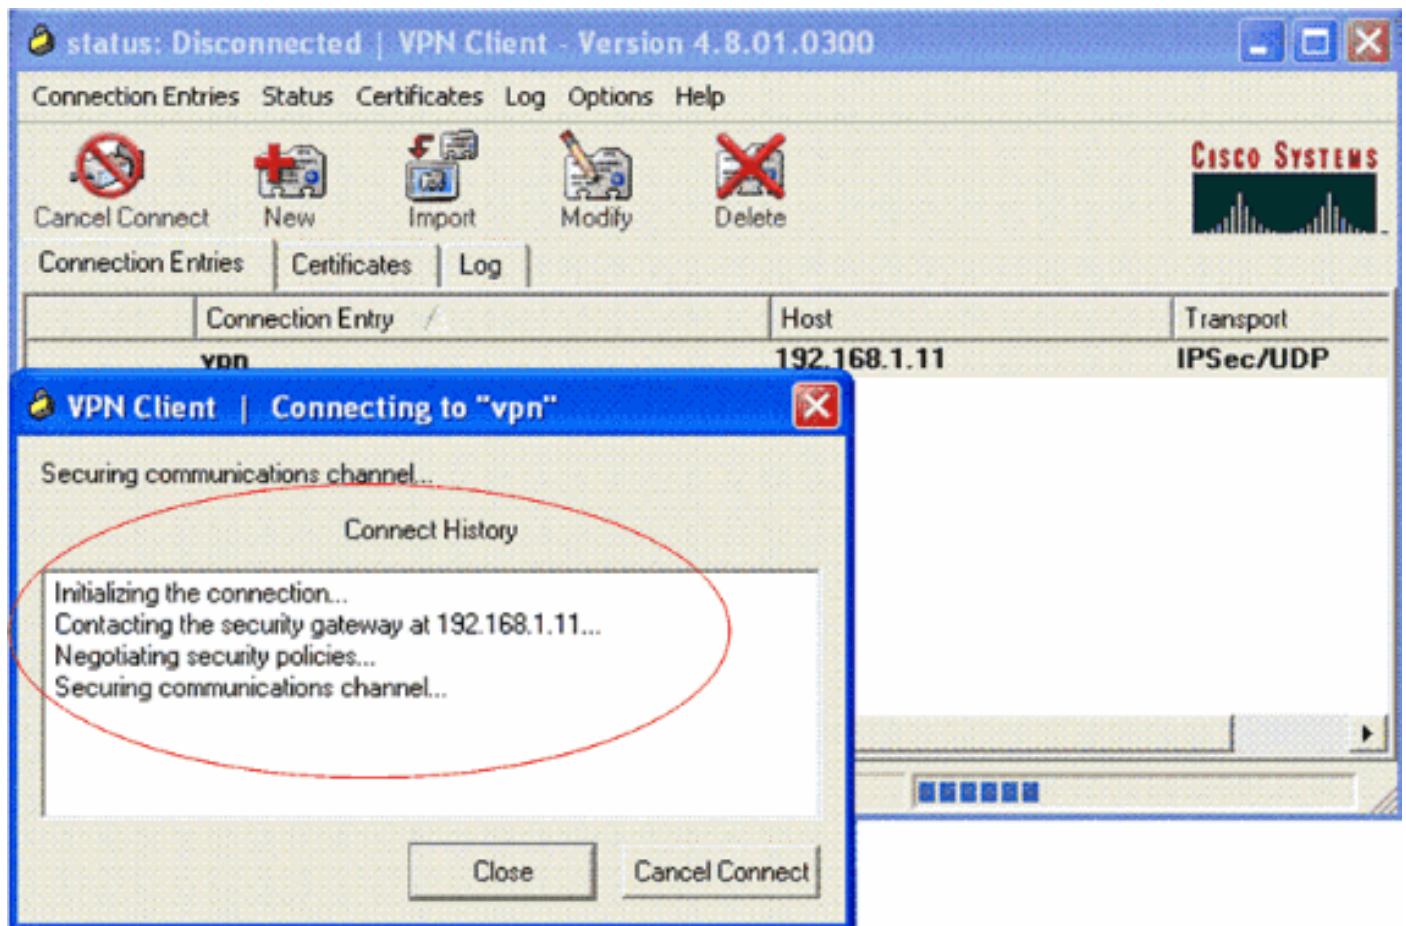 status: Disconnected | VPN Client - Version 4.8.01.0300
Connection Entries Status Certificates Log Options Help
CISCO SYSTEMS
Cancel Connect New Import Modify Delete
Connection Entries Certificates Log
Connection Entry Host Transport
vpn 192.168.1.11 IPSec/UDP
VPN Client | Connecting to "vpn"
Securing communications channel...
Connect History
Initializing the connection...
Contacting the security gateway at 192.168.1.11...
Negotiating security policies...
Securing communications channel...
Close Cancel Connect